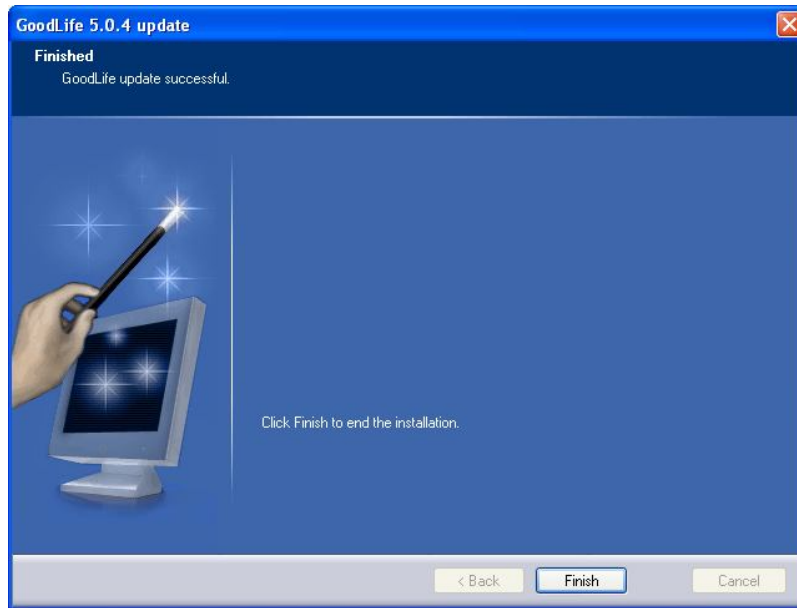 GoodLife 5.0.4 update
Finished
GoodLife update successful.
Click Finish to end the installation.
< Back
Finish
Cancel